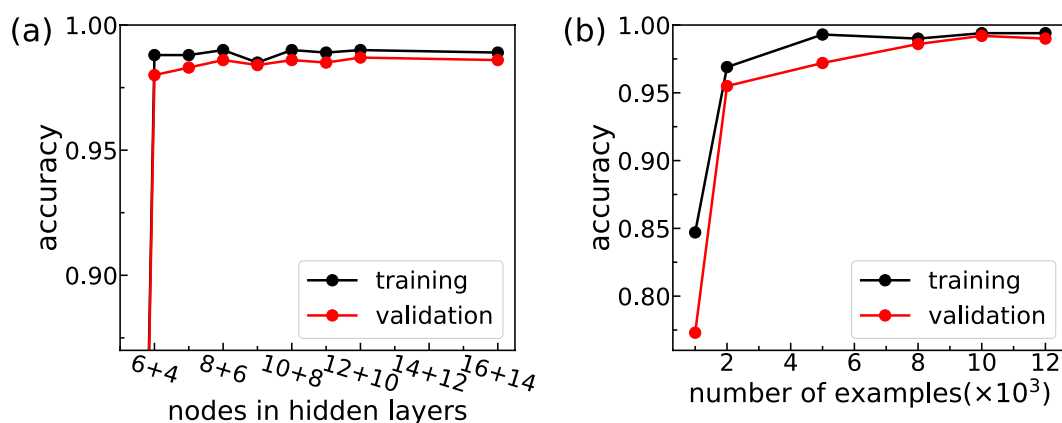 (a)
accuracy
1.00
0.95
0.90
training
validation
6+4
8+6
10+8
12+10
14+12
16+14
nodes in hidden layers
(b)
accuracy
1.00
0.95
0.90
0.85
0.80
training
validation
2
4
6
8
10
12
number of examples(×10³)